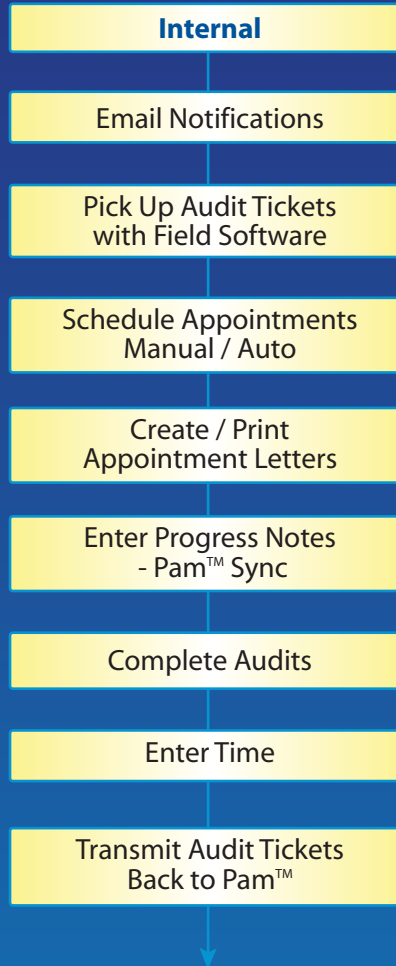 Internal
Email Notifications
Pick Up Audit Tickets
with Field Software
Schedule Appointments
Manual / Auto
Create / Print
Appointment Letters
Enter Progress Notes
- Pam™ Sync
Complete Audits
Enter Time
Transmit Audit Tickets
Back to Pam™